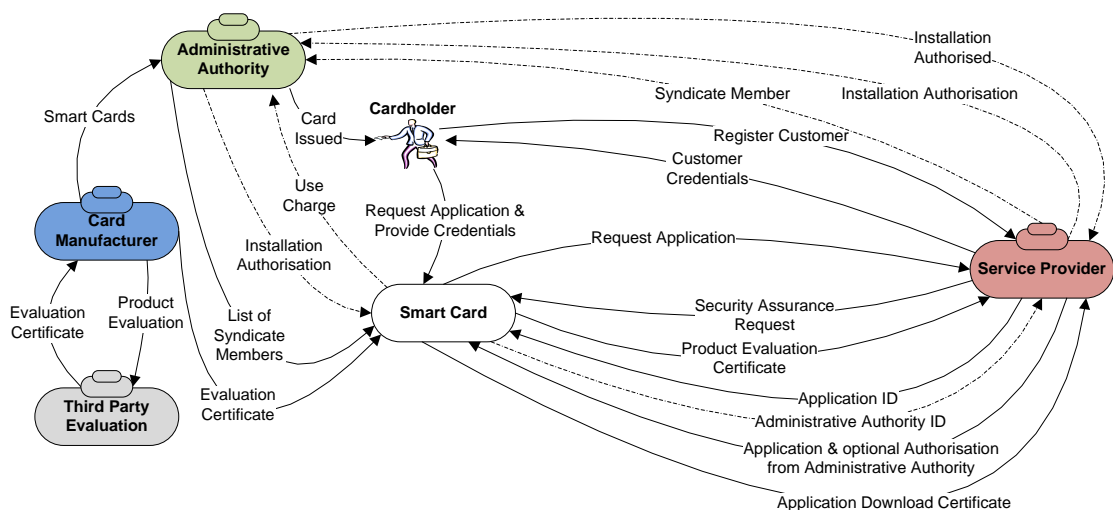 Administrative
Authority
Installation
Authorised
Smart Cards
Card
Issued
Cardholder
Syndicate Member
Installation Authorisation
Register Customer
Customer
Credentials
Use
Charge
Request Application &
Provide Credentials
Card
Manufacturer
Installation
Authorisation
Request Application
Service Provider
Evaluation
Certificate
Product
Evaluation
List of
Syndicate
Members
Smart Card
Security Assurance
Request
Product Evaluation
Certificate
Evaluation
Certificate
Third Party
Evaluation
Application ID
Administrative Authority ID
Application & optional Authorisation
from Administrative Authority
Application Download Certificate